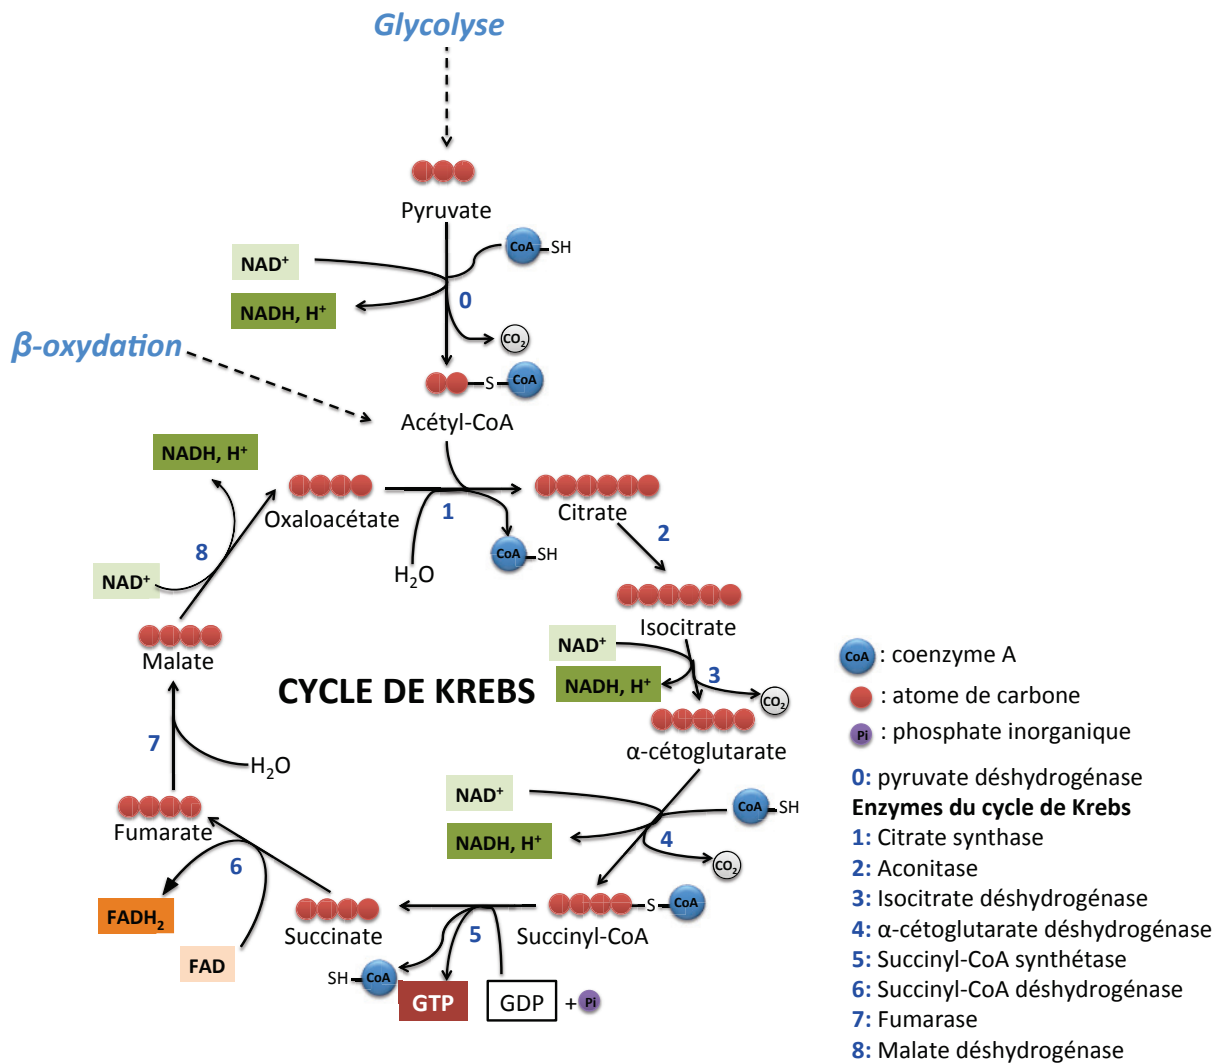 Glycolyse
Pyruvate
CoA
SH
NAD⁺
NADH, H⁺
0
CO₂
β-oxydation
S
CoA
Acétyl-CoA
NADH, H⁺
Oxaloacétate
1
Citrate
2
8
CoA
SH
H₂O
NAD⁺
Isocitrate
NAD⁺
Malate
NADH, H⁺
3
CO₂
CYCLE DE KREBS
α-cétoglutarate
7
H₂O
NAD⁺
CoA
SH
Fumarate
NADH, H⁺
4
CO₂
6
FADH₂
Succinate
5
S
CoA
Succinyl-CoA
FAD
SH
CoA
GTP
GDP
+
Pi
CoA : coenzyme A
: atome de carbone
Pi : phosphate inorganique
0: pyruvate déshydrogénase
Enzymes du cycle de Krebs
1: Citrate synthase
2: Aconitase
3: Isocitrate déshydrogénase
4: α-cétoglutarate déshydrogénase
5: Succinyl-CoA synthétase
6: Succinyl-CoA déshydrogénase
7: Fumarase
8: Malate déshydrogénase